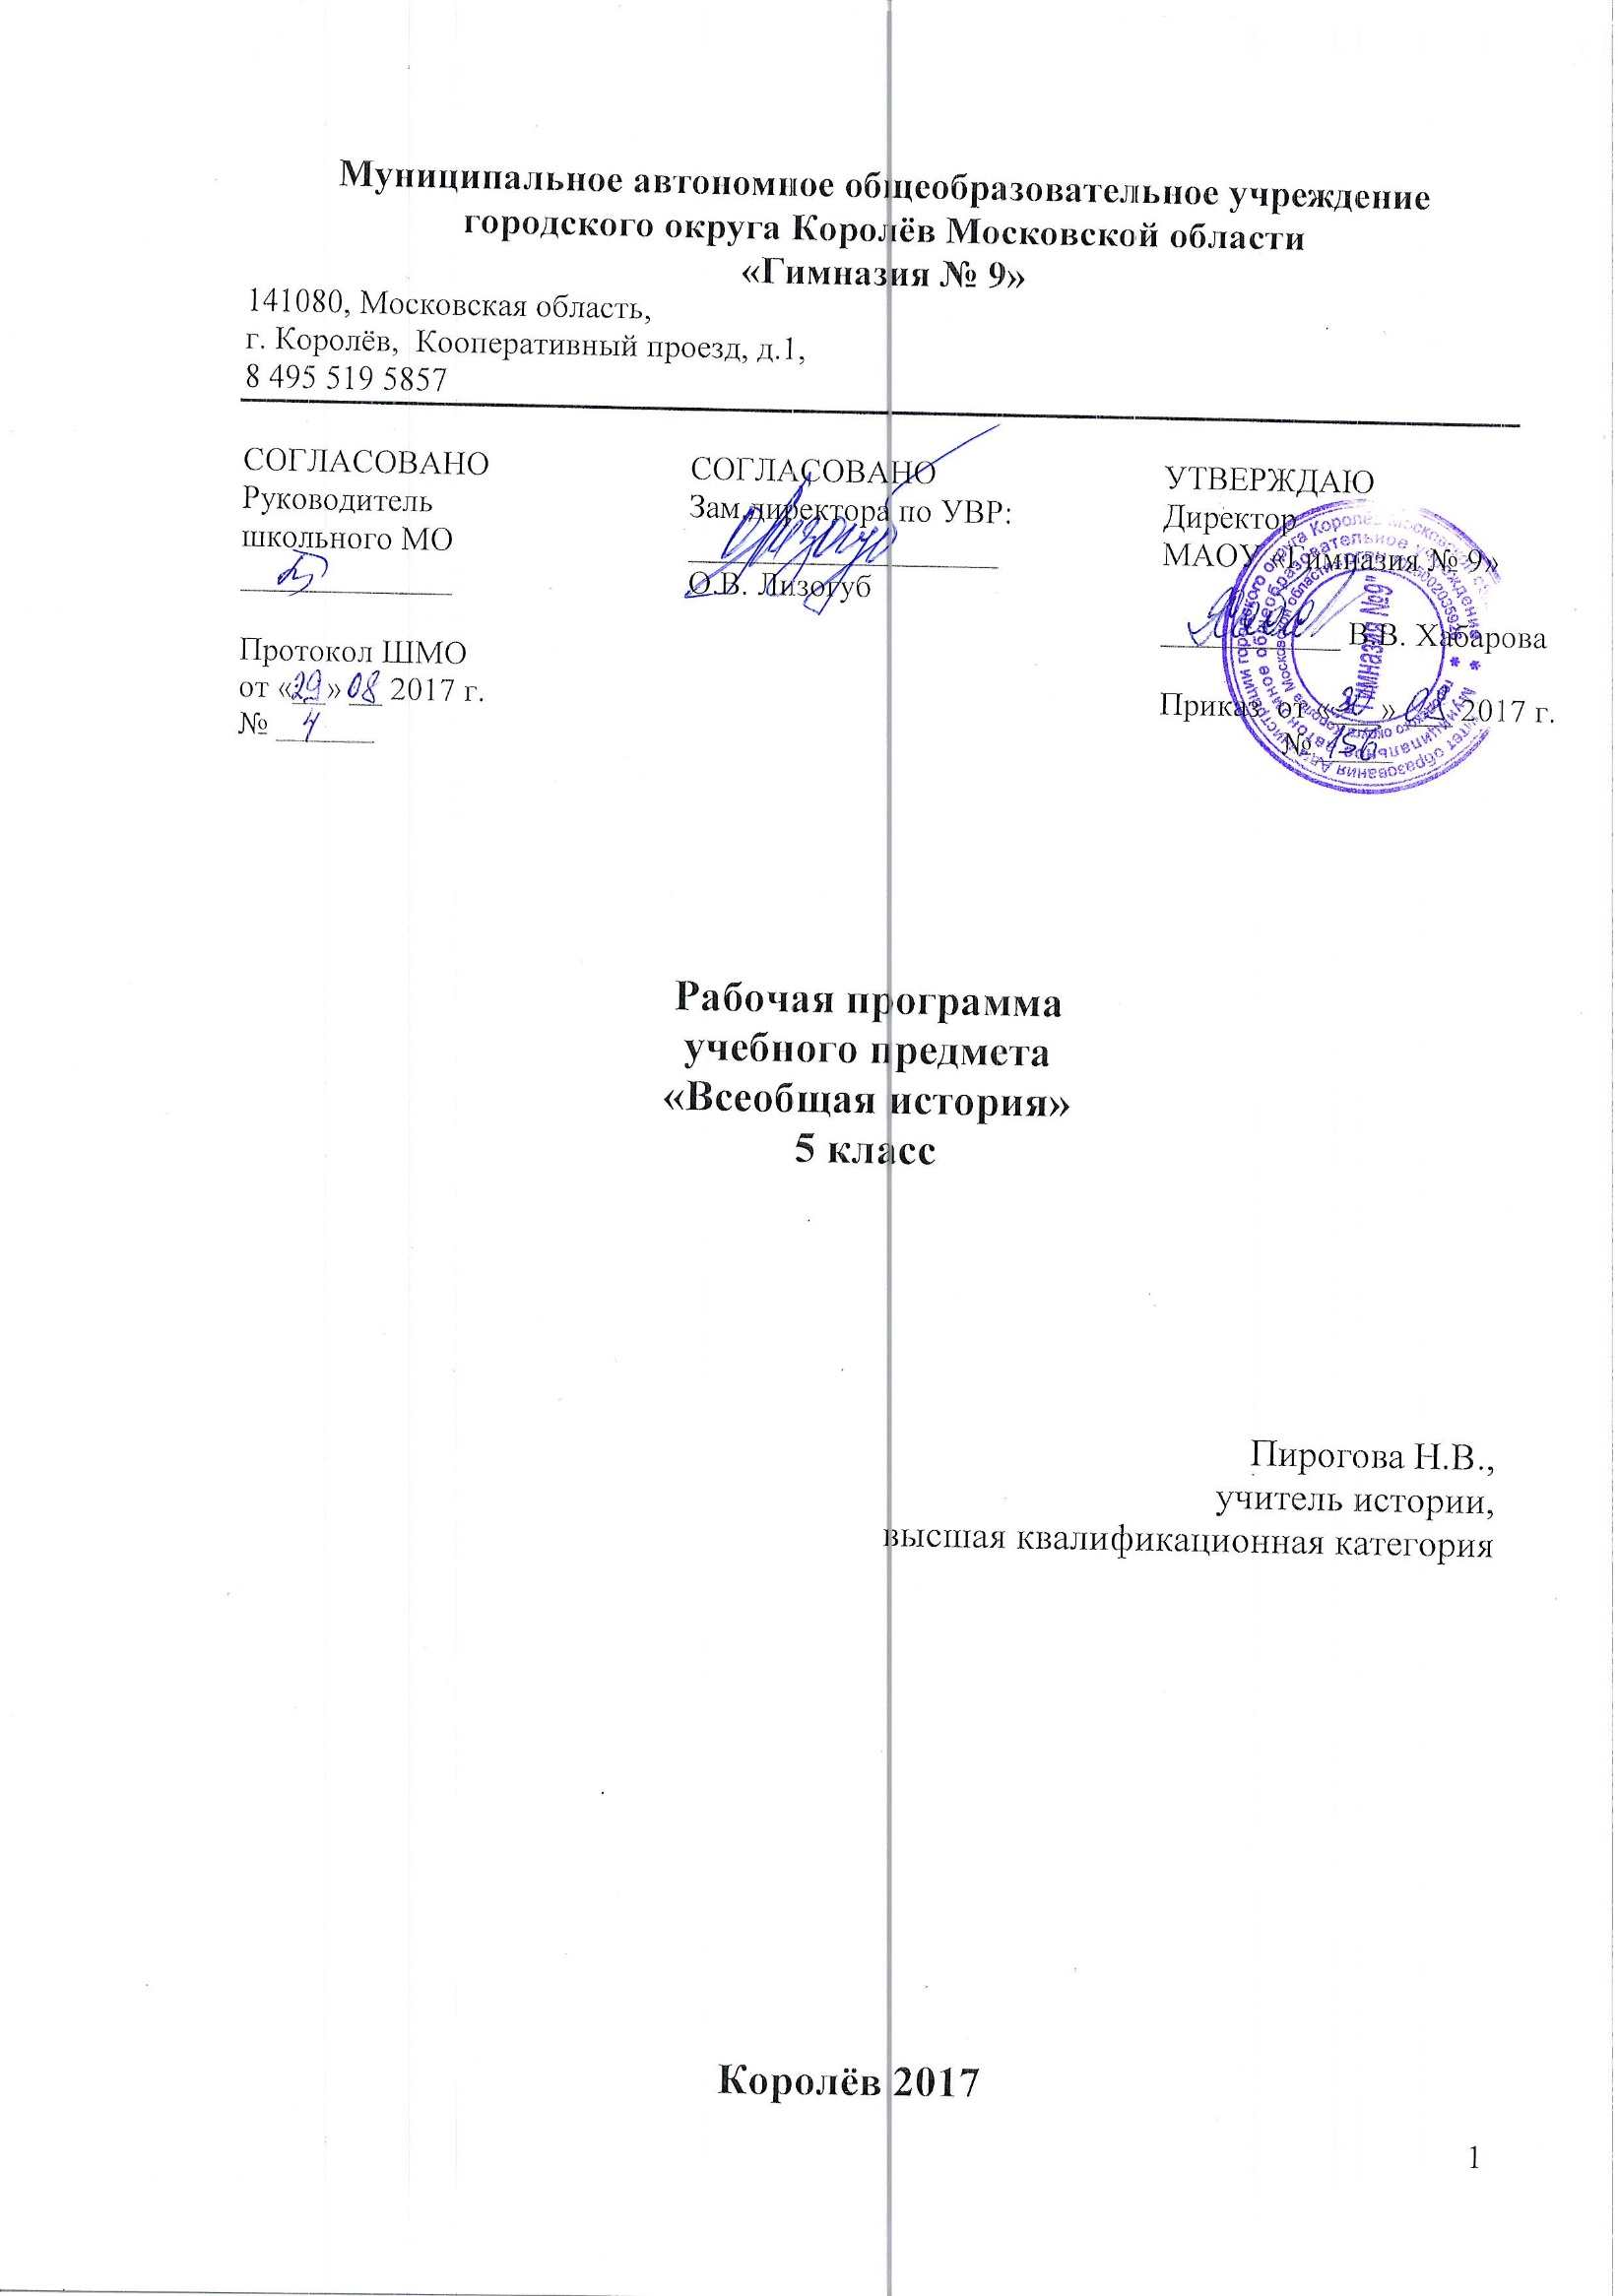 Муниципальное автономное общеобразовательное учреждение
городского округа Королёв Московской области
«Гимназия № 9»
141080, Московская область,
г. Королёв, Кооперативный проезд, д.1,
8 495 519 5857
СОГЛАСОВАНО
Руководитель
школьного МО
Протокол ШМО
от «29» 08 2017 г.
№ 4
СОГЛАСОВАНО
Зам.директора по УВР:
О.В. Лизогуб
УТВЕРЖДАЮ
Директор
МАОУ «Гимназия № 9»
В.В. Хабарова
Приказ от «30» 08 2017 г.
№ 156
Рабочая программа
учебного предмета
«Всеобщая история»
5 класс
Пирогова Н.В.,
учитель истории,
высшая квалификационная категория
Королёв 2017
1